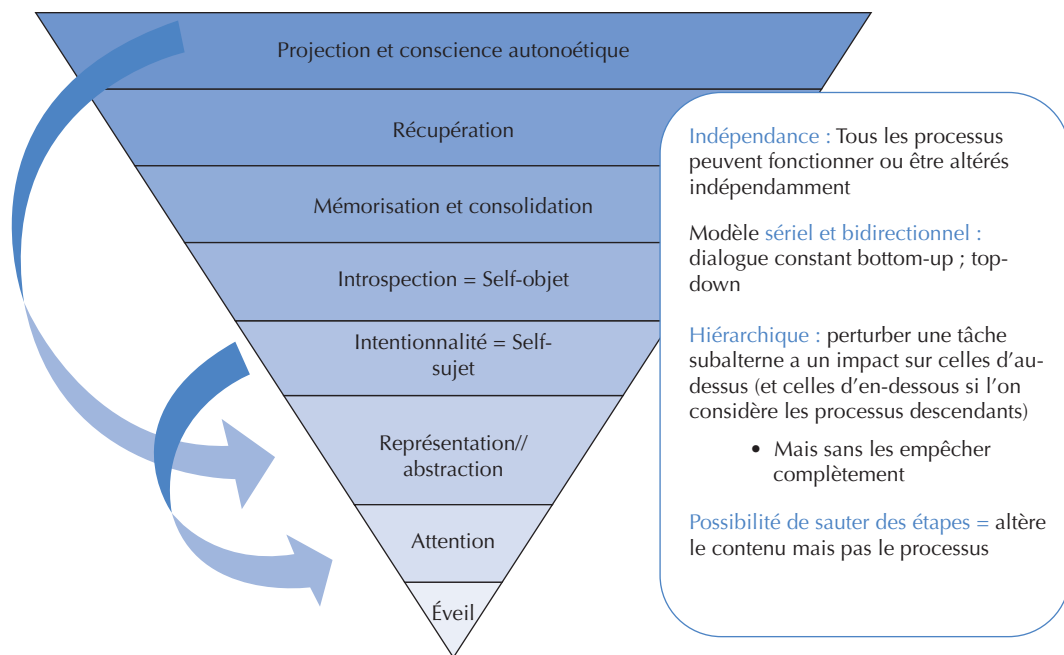 Projection et conscience autonoétique
Récupération
Mémorisation et consolidation
Introspection = Self-objet
Intentionnalité = Self-
sujet
Représentation//
abstraction
Attention
Éveil
Indépendance : Tous les processus
peuvent fonctionner ou être altérés
indépendamment
Modèle sériel et bidirectionnel :
dialogue constant bottom-up ; top-
down
Hiérarchique : perturber une tâche
subalterne a un impact sur celles d’au-
dessus (et celles d’en-dessous si l’on
considère les processus descendants)
• Mais sans les empêcher
complètement
Possibilité de sauter des étapes = altère
le contenu mais pas le processus